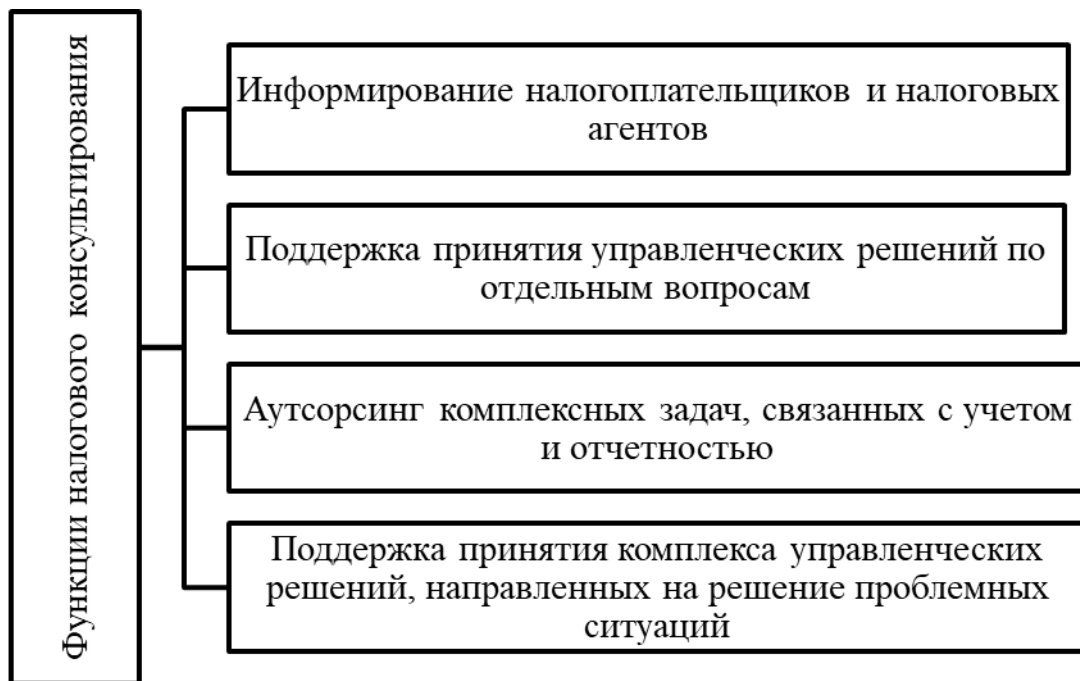 Функции налогового консультирования
Информирование налогоплательщиков и налоговых
агентов
Поддержка принятия управленческих решений по
отдельным вопросам
Аутсорсинг комплексных задач, связанных с учетом
и отчетностью
Поддержка принятия комплекса управленческих
решений, направленных на решение проблемных
ситуаций